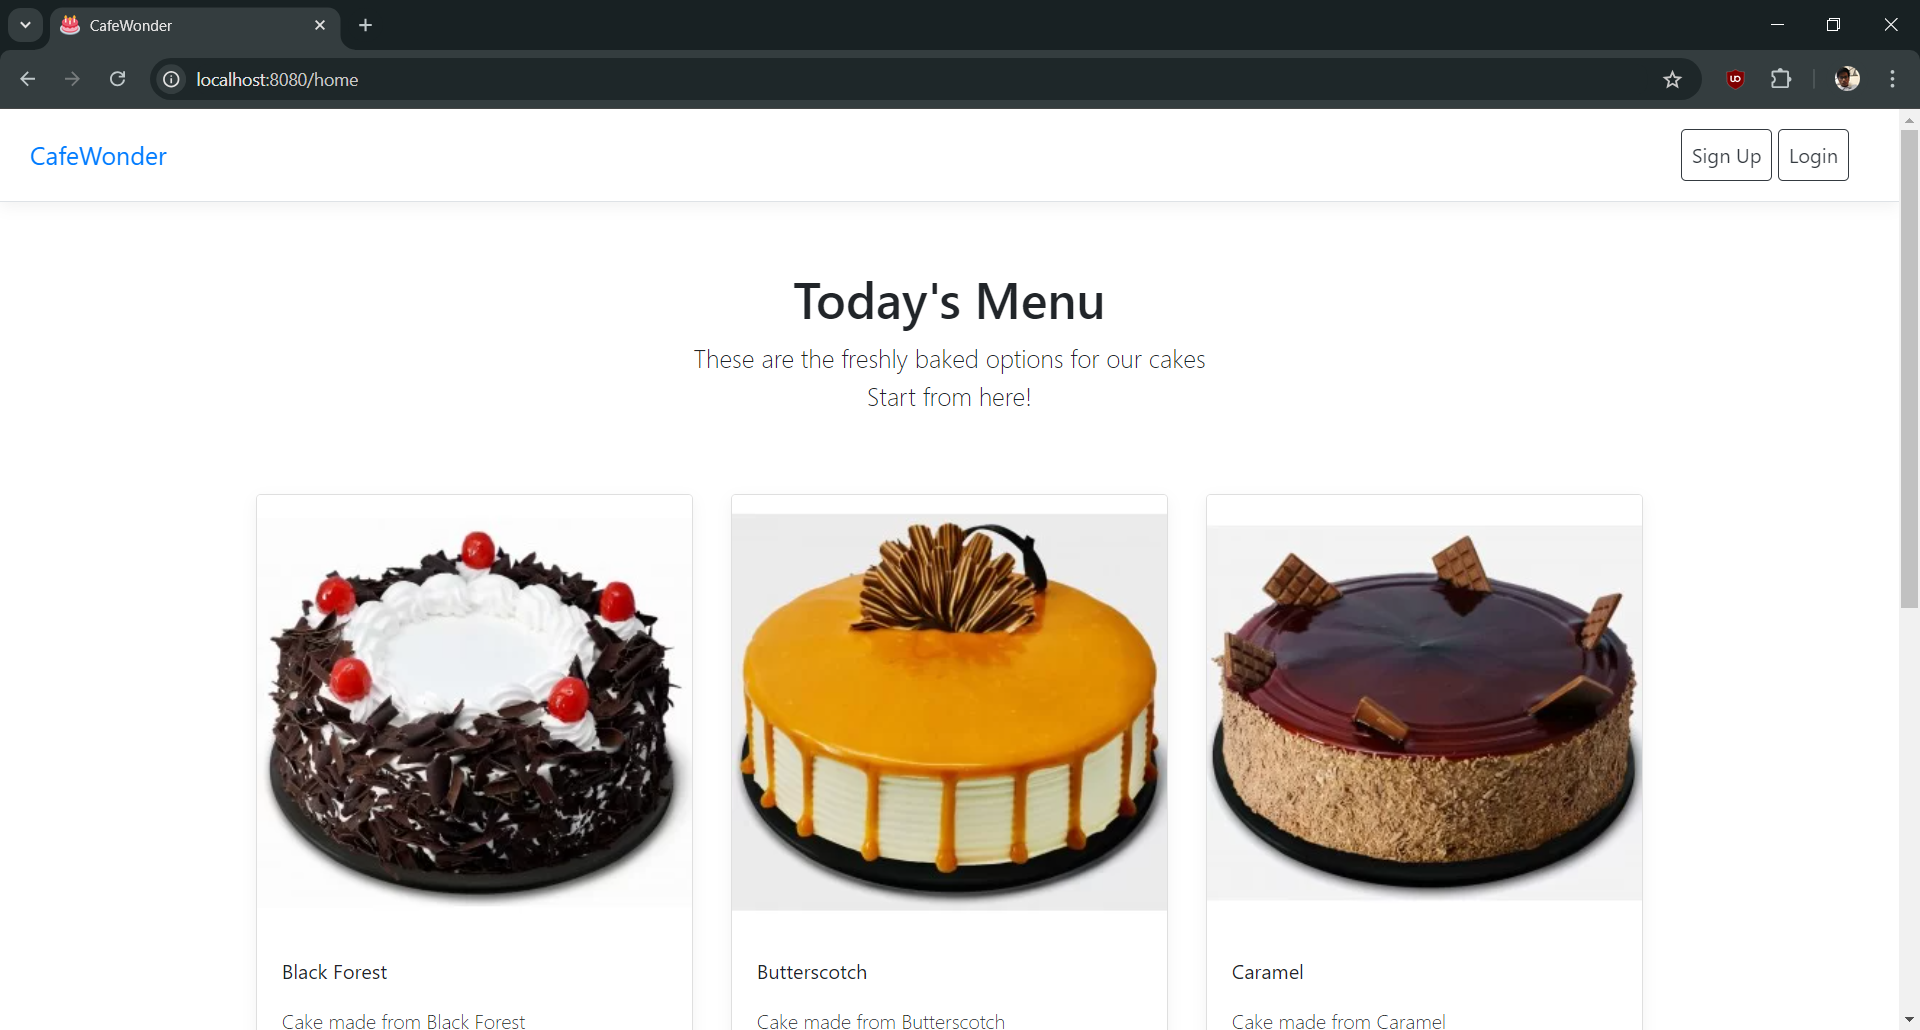 CafeWonder
localhost:8080/home
CafeWonder
Sign Up Login
Today's Menu
These are the freshly baked options for our cakes
Start from here!
Black Forest
Cake made from Black Forest
Butterscotch
Cake made from Butterscotch
Caramel
Cake made from Caramel